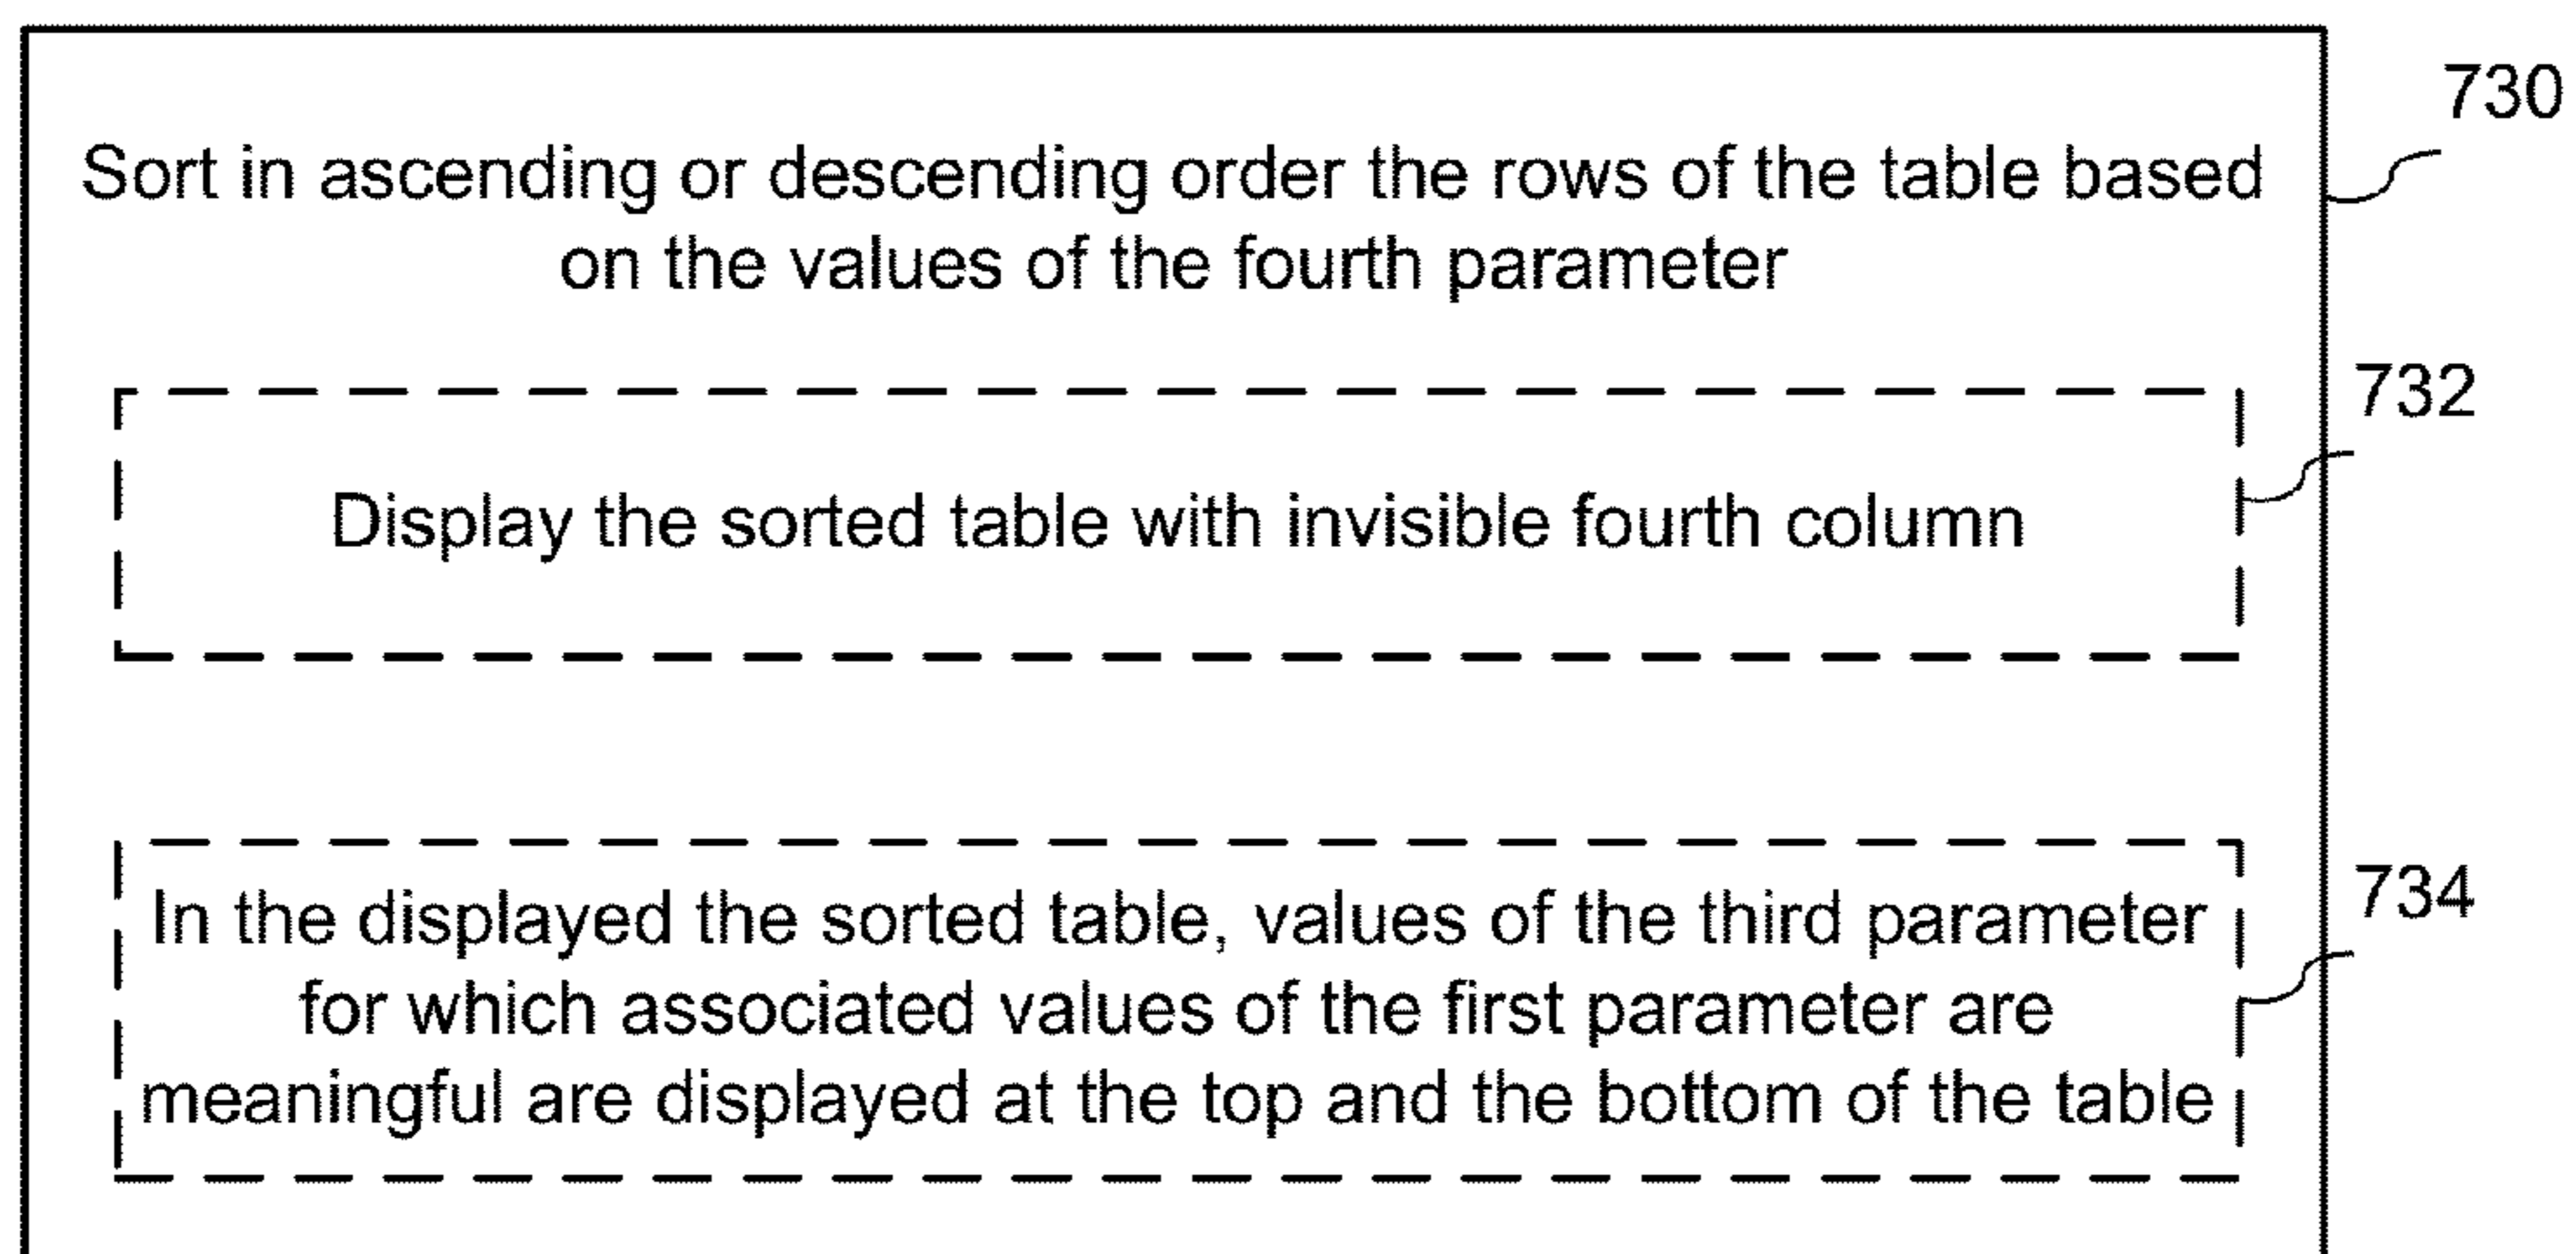 730
Sort in ascending or descending order the rows of the table based
on the values of the fourth parameter
732
Display the sorted table with invisible fourth column
734
In the displayed the sorted table, values of the third parameter
for which associated values of the first parameter are
meaningful are displayed at the top and the bottom of the table